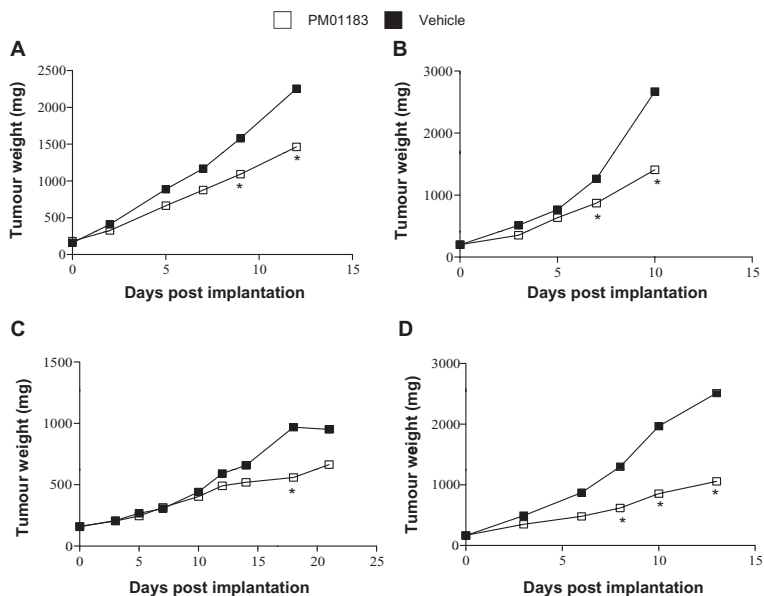 PM01183 Vehicle
A
Tumour weight (mg)
2500
2000
1500
1000
500
0
0 5 10 15
*
*
Days post implantation
B
Tumour weight (mg)
3000
2000
1000
0
0 5 10 15
*
*
Days post implantation
C
Tumour weight (mg)
1500
1000
500
0
0 5 10 15 20 25
*
Days post implantation
D
Tumour weight (mg)
3000
2000
1000
0
0 5 10 15
*
*
*
Days post implantation